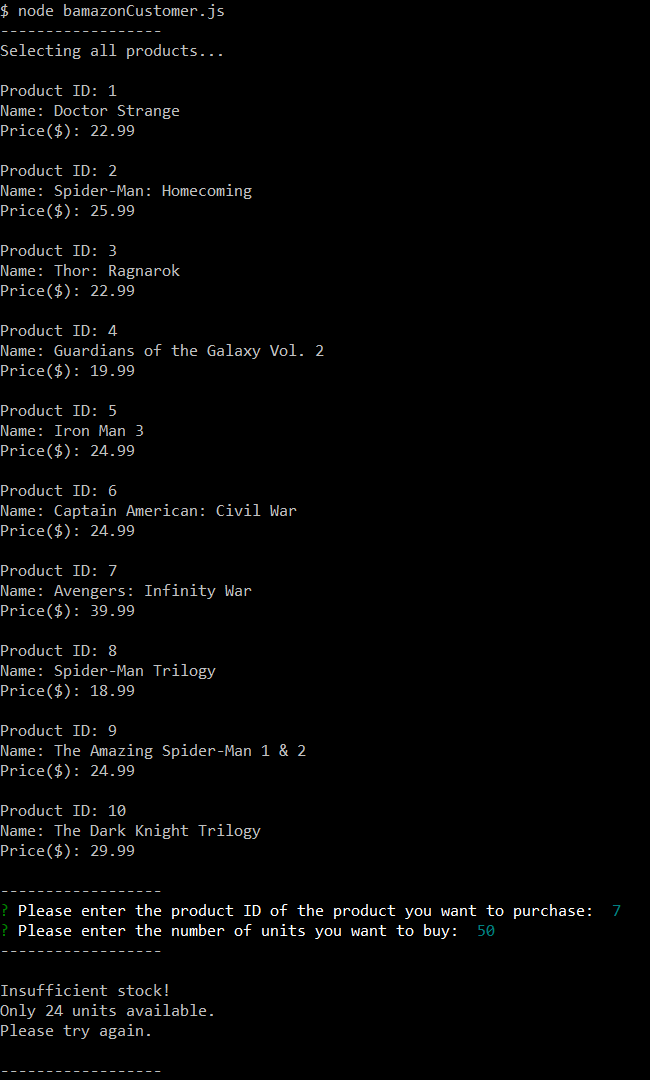 $ node bamazonCustomer.js
------------------
Selecting all products...
Product ID: 1
Name: Doctor Strange
Price($): 22.99
Product ID: 2
Name: Spider-Man: Homecoming
Price($): 25.99
Product ID: 3
Name: Thor: Ragnarok
Price($): 22.99
Product ID: 4
Name: Guardians of the Galaxy Vol. 2
Price($): 19.99
Product ID: 5
Name: Iron Man 3
Price($): 24.99
Product ID: 6
Name: Captain American: Civil War
Price($): 24.99
Product ID: 7
Name: Avengers: Infinity War
Price($): 39.99
Product ID: 8
Name: Spider-Man Trilogy
Price($): 18.99
Product ID: 9
Name: The Amazing Spider-Man 1 & 2
Price($): 24.99
Product ID: 10
Name: The Dark Knight Trilogy
Price($): 29.99
------------------
? Please enter the product ID of the product you want to purchase:  7
? Please enter the number of units you want to buy:  50
------------------
Insufficient stock!
Only 24 units available.
Please try again.
------------------